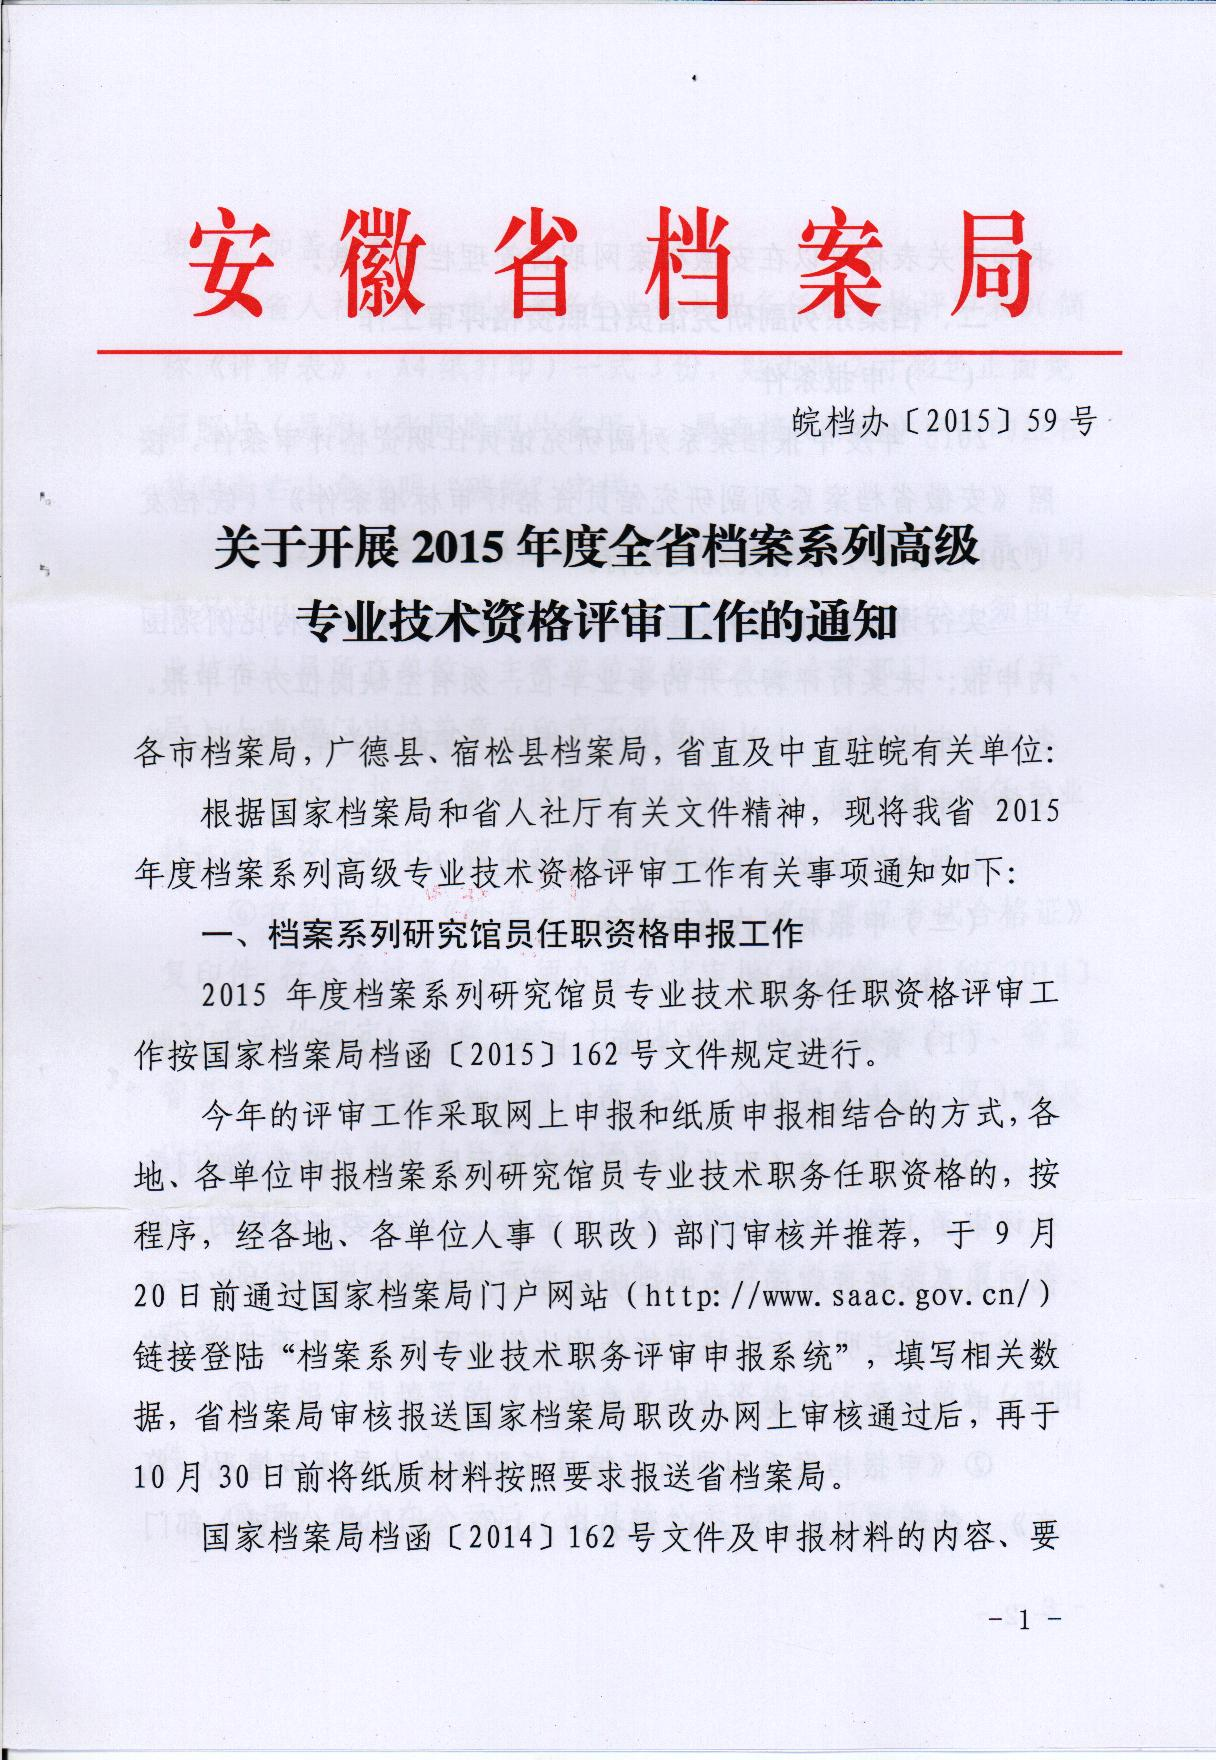 安徽省档案局
皖档办〔2015〕59号
关于开展2015年度全省档案系列高级
专业技术资格评审工作的通知
各市档案局，广德县、宿松县档案局，省直及中直驻皖有关单位：
根据国家档案局和省人社厅有关文件精神，现将我省 2015
年度档案系列高级专业技术资格评审工作有关事项通知如下：
一、档案系列研究馆员任职资格申报工作
2015 年度档案系列研究馆员专业技术职务任职资格评审工
作按国家档案局档函〔2015〕162号文件规定进行。
今年的评审工作采取网上申报和纸质申报相结合的方式，各
地、各单位申报档案系列研究馆员专业技术职务任职资格的，按
程序，经各地、各单位人事（职改）部门审核并推荐，于 9 月
20日前通过国家档案局门户网站（http://www.saac.gov.cn/）
链接登陆“档案系列专业技术职务评审申报系统”，填写相关数
据，省档案局审核报送国家档案局职改办网上审核通过后，再于
10月30日前将纸质材料按照要求报送省档案局。
国家档案局档函〔2014〕162号文件及申报材料的内容、要
- 1 -